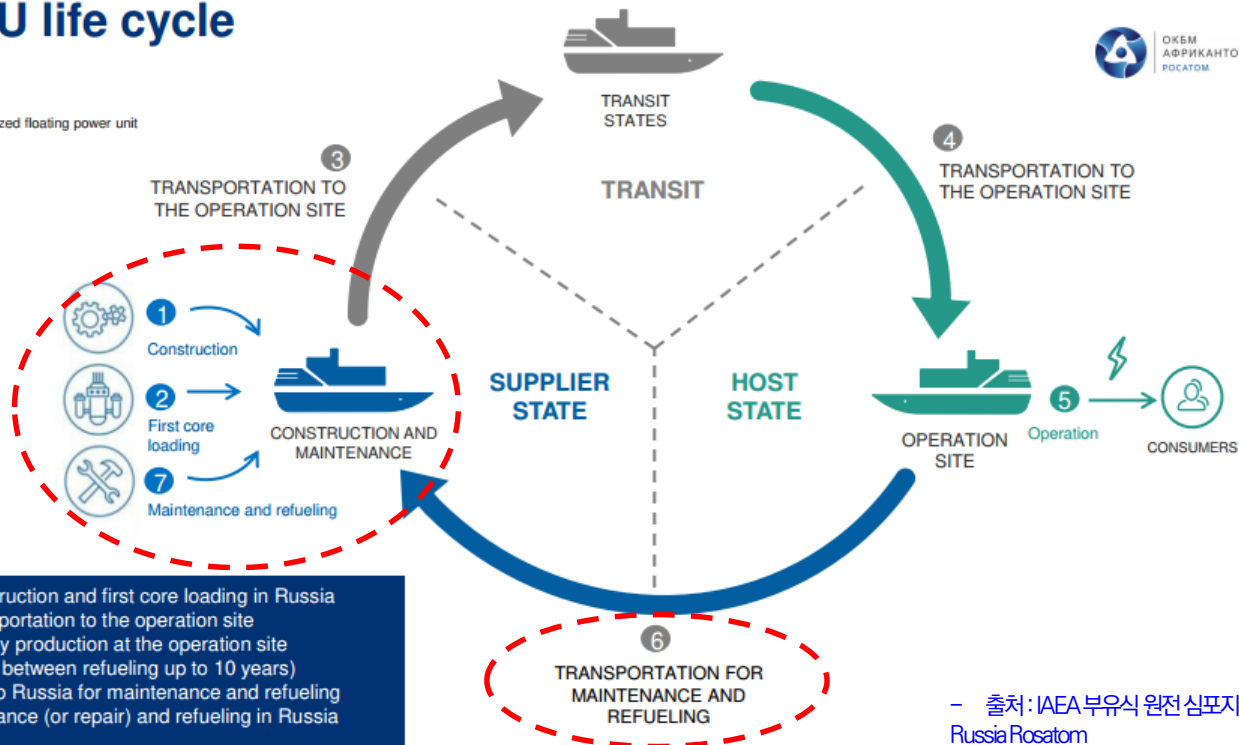 U life cycle
ОКБМ
АФРИКАНТО
РОСАТОМ
zed floating power unit
TRANSIT
STATES
3
TRANSPORTATION TO
THE OPERATION SITE
TRANSIT
4
TRANSPORTATION TO
THE OPERATION SITE
1
Construction
2
First core
loading
7
Maintenance and refueling
CONSTRUCTION AND
MAINTENANCE
SUPPLIER
STATE
HOST
STATE
OPERATION
SITE
5
Operation
CONSUMERS
6
TRANSPORTATION FOR
MAINTENANCE AND
REFUELING
ruction and first core loading in Russia
portation to the operation site
y production at the operation site
between refueling up to 10 years)
o Russia for maintenance and refueling
ance (or repair) and refueling in Russia
– 출처 : IAEA 부유식 원전 심포지
Russia Rosatom